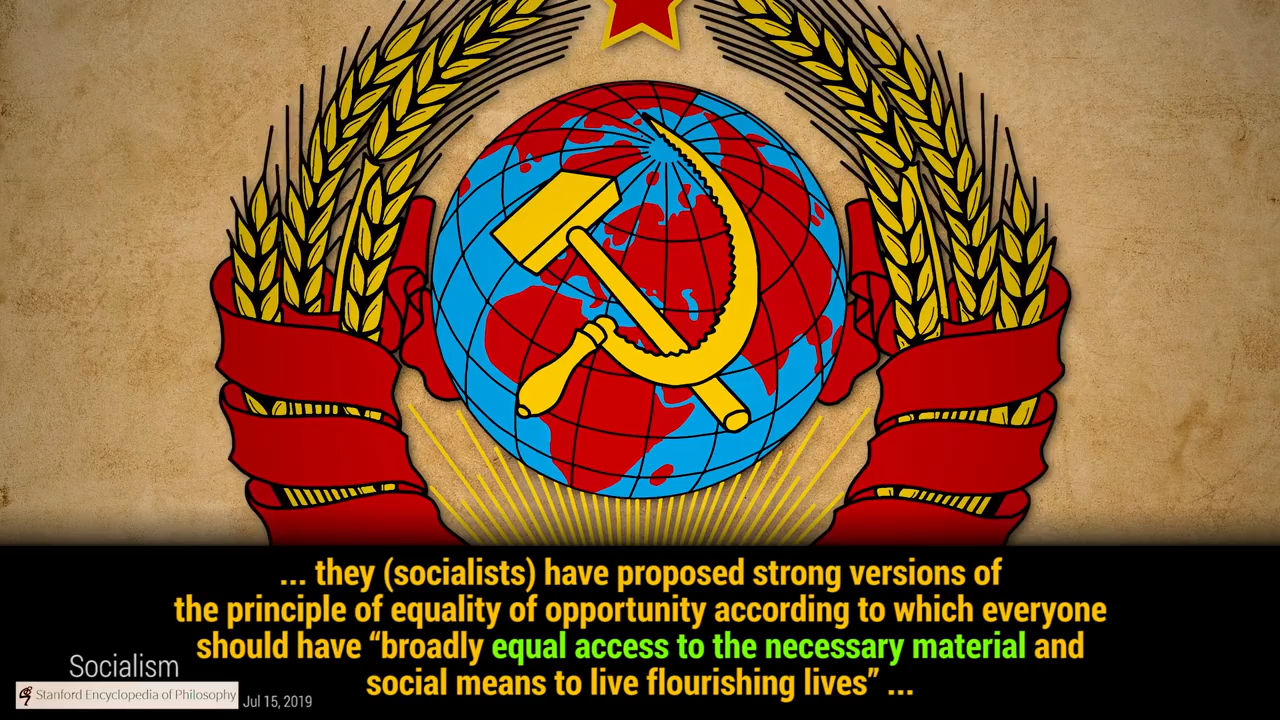 ... they (socialists) have proposed strong versions of
the principle of equality of opportunity according to which everyone
should have “broadly equal access to the necessary material and
social means to live flourishing lives” ...
Socialism
Stanford Encyclopedia of Philosophy
Jul 15, 2019